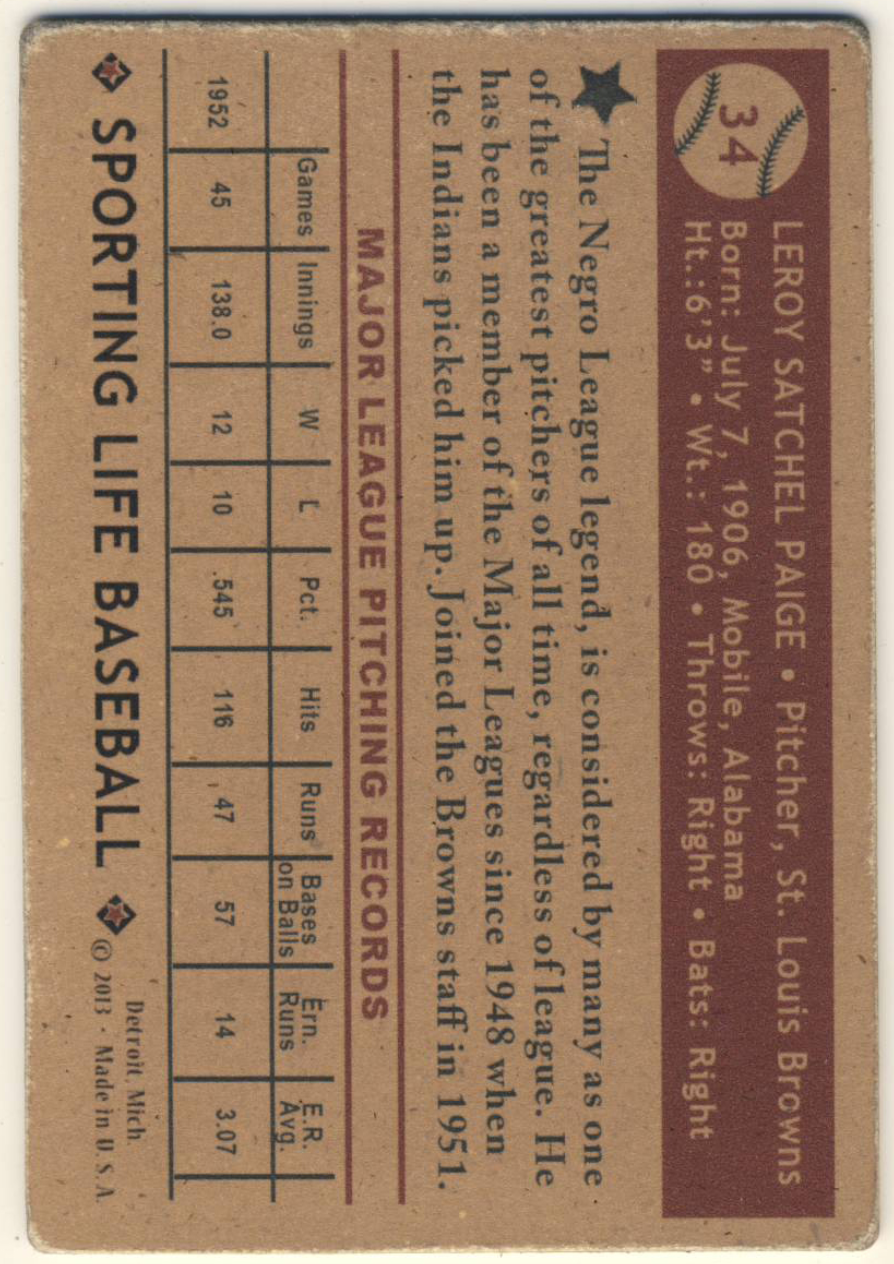 34
LEROY SATCHEL PAIGE • Pitcher, St. Louis Browns
Born: July 7, 1906, Mobile, Alabama
Ht.:6'3" • Wt.: 180 • Throws: Right • Bats: Right
The Negro League legend, is considered by many as one
of the greatest pitchers of all time, regardless of league. He
has been a member of the Major Leagues since 1948 when
the Indians picked him up. Joined the Browns staff in 1951.
MAJOR LEAGUE PITCHING RECORDS
Games Innings W L Pct. Hits Runs Bases on Balls Ern. Runs E.R. Avg.
1952 45 138.0 12 10 .545 116 47 57 14 3.07
SPORTING LIFE BASEBALL
Detroit, Mich.
© 2013 · Made in U.S.A.